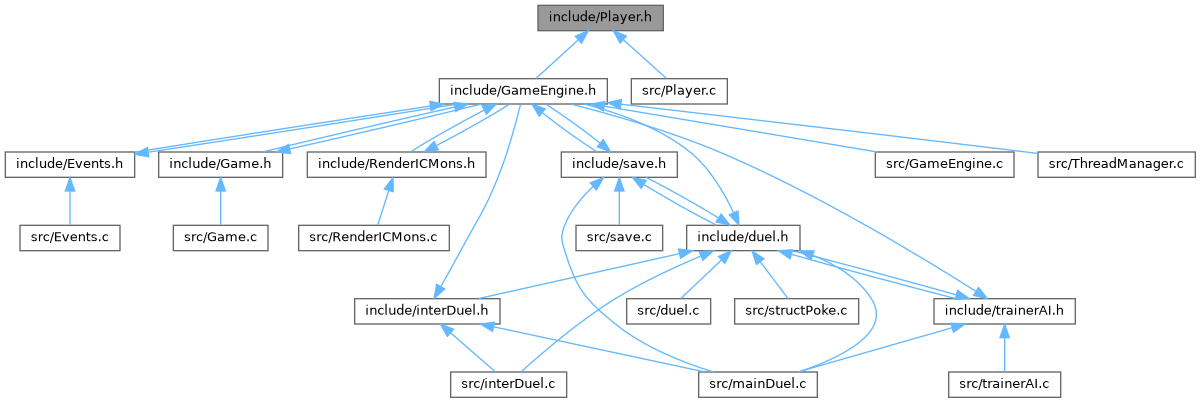 include/Player.h
include/GameEngine.h
src/Player.c
include/Events.h
include/Game.h
include/RenderICMons.h
include/save.h
src/GameEngine.c
src/ThreadManager.c
src/Events.c
src/Game.c
src/RenderICMons.c
src/save.c
include/duel.h
include/interDuel.h
src/duel.c
src/structPoke.c
include/trainerAI.h
src/interDuel.c
src/mainDuel.c
src/trainerAI.c